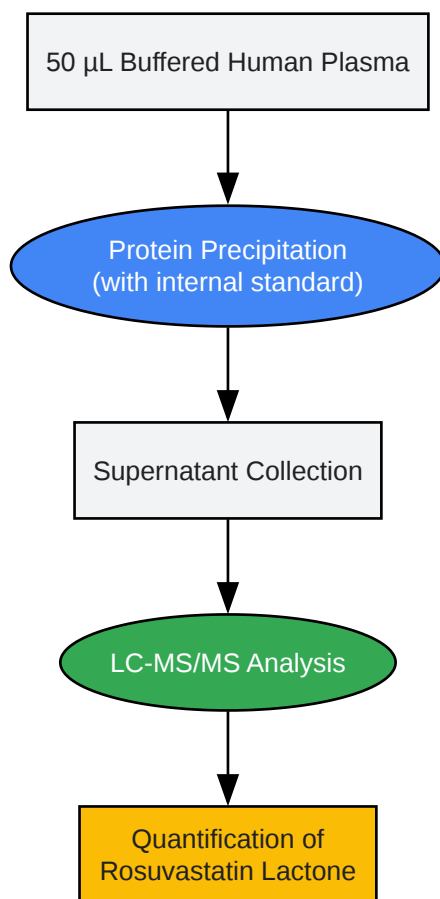 50 µL Buffered Human Plasma
Protein Precipitation
(with internal standard)
Supernatant Collection
LC-MS/MS Analysis
Quantification of
Rosuvastatin Lactone